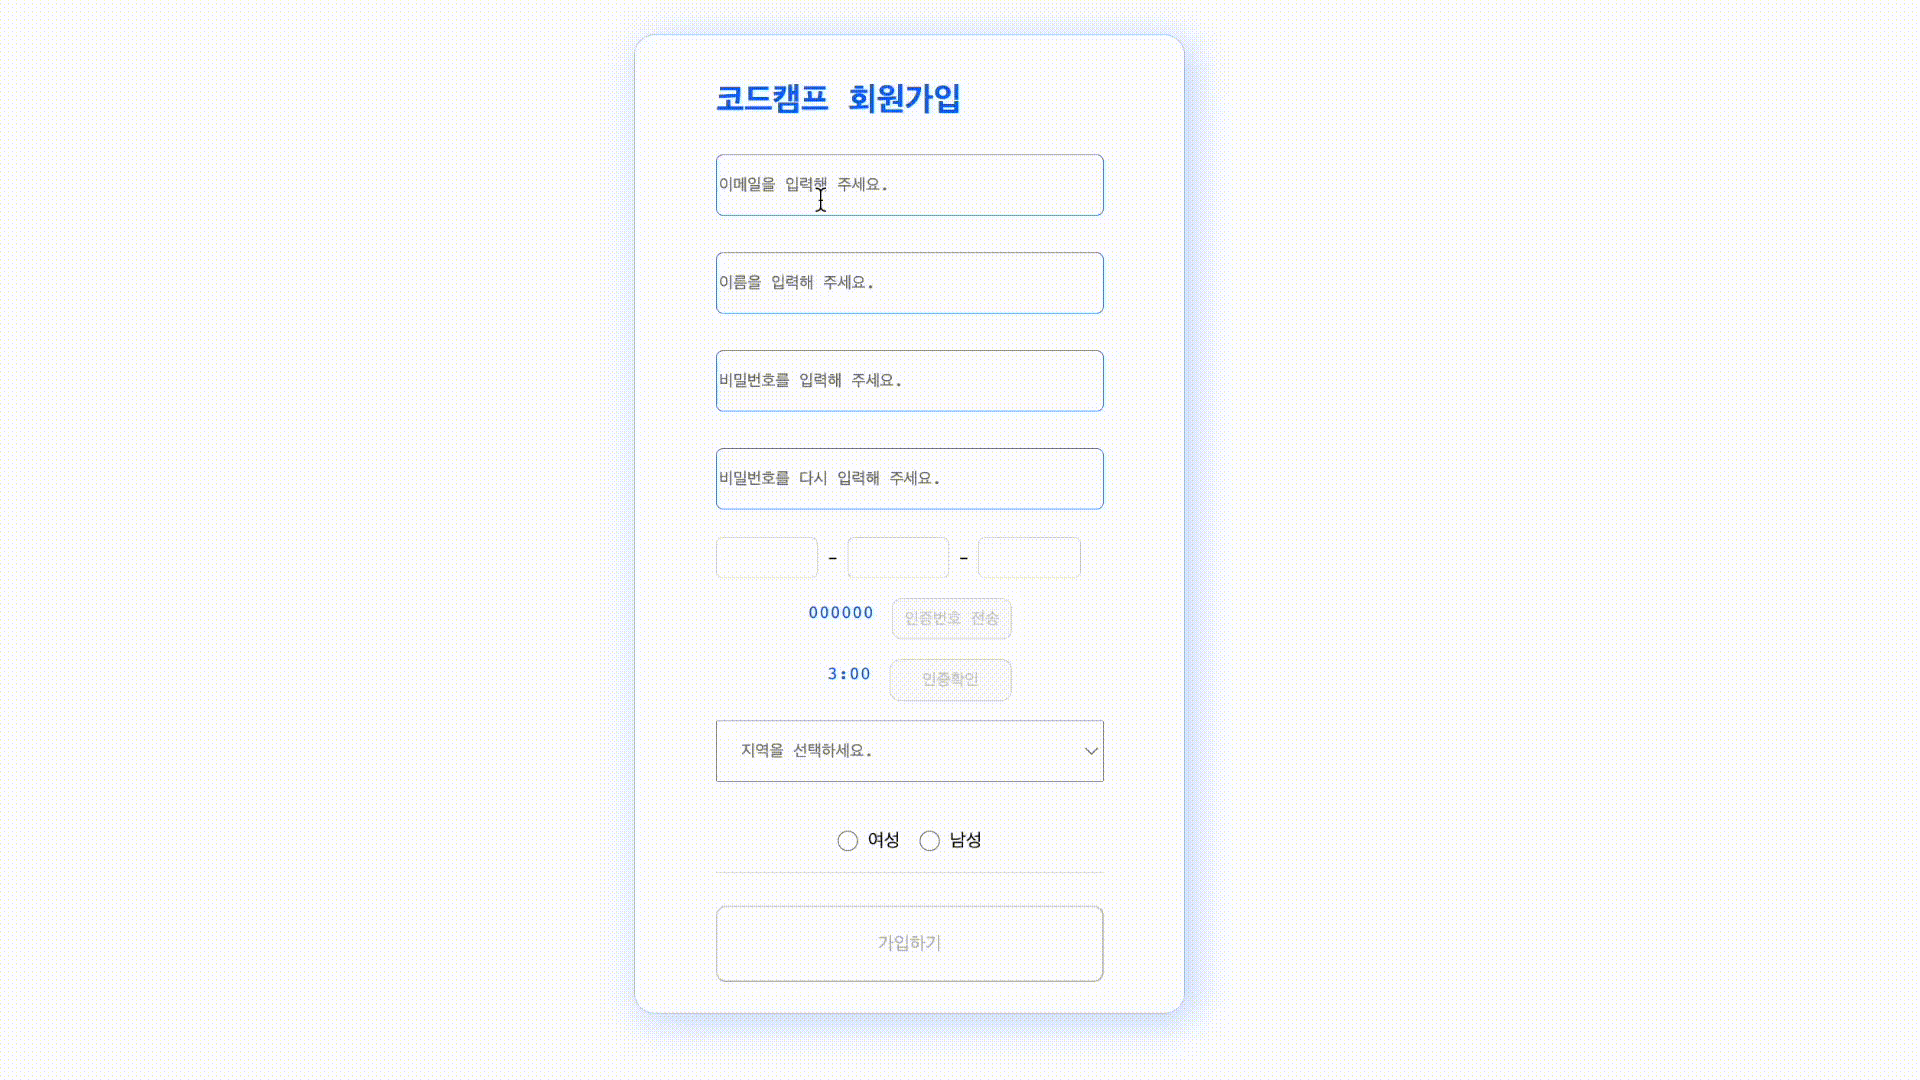 코드캠프 회원가입
이메일을 입력해 주세요.
이름을 입력해 주세요.
비밀번호를 입력해 주세요.
비밀번호를 다시 입력해 주세요.
- -
000000 인증번호 전송
3:00 인증확인
지역을 선택하세요.
여성 남성
가입하기